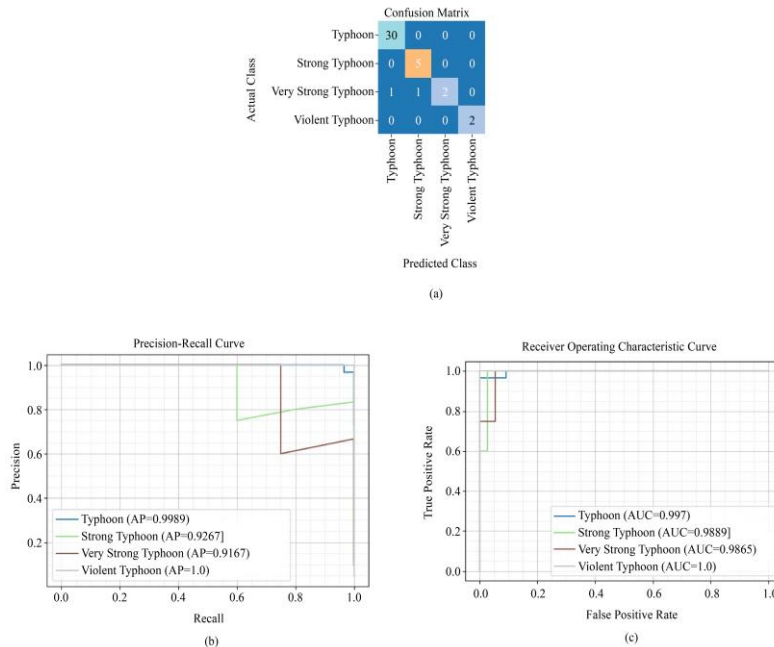 Confusion Matrix
Typhoon
30 0 0 0
Strong Typhoon
0 5 0 0
Very Strong Typhoon
1 1 2 0
Violent Typhoon
0 0 0 2
Actual Class
Typhoon
Strong Typhoon
Very Strong Typhoon
Violent Typhoon
Predicted Class
(a)
Precision-Recall Curve
1.0
0.8
0.6
0.4
0.2
Precision
Typhoon (AP=0.9989)
Strong Typhoon (AP=0.9267]
Very Strong Typhoon (AP=0.9167)
Violent Typhoon (AP=1.0)
0.0 0.2 0.4 0.6 0.8 1.0
Recall
(b)
Receiver Operating Characteristic Curve
1.0
0.8
0.6
0.4
0.2
0.0
True Positive Rate
Typhoon (AUC=0.997)
Strong Typhoon (AUC=0.9889]
Very Strong Typhoon (AUC=0.9865)
Violent Typhoon (AUC=1.0)
0.0 0.2 0.4 0.6 0.8 1.0
False Positive Rate
(c)